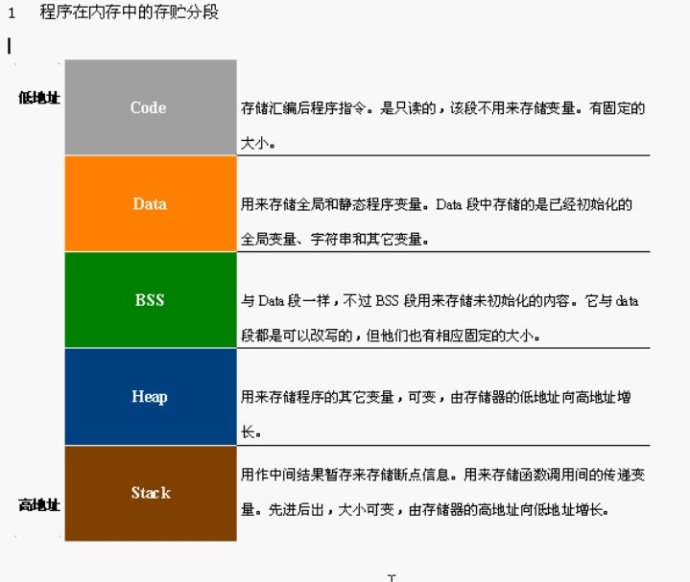 1 程序在内存中的存贮分段
低地址
Code
存储汇编后程序指令。是只读的，该段不用来存储变量。有固定的
大小。
Data
用来存储全局和静态程序变量。Data 段中存储的是已经初始化的
全局变量、字符串和其它变量。
BSS
与Data 段一样，不过 BSS 段用来存储未初始化的内容。它与 data
段都是可以改写的，但他们也有相应固定的大小。
Heap
用来存储程序的其它变量，可变，由存储器的低地址向高地址增
长。
高地址
Stack
用作中间结果暂存来存储断点信息。用来存储函数调用间的传递变
量。先进后出，大小可变，由存储器的高地址向低地址增长。